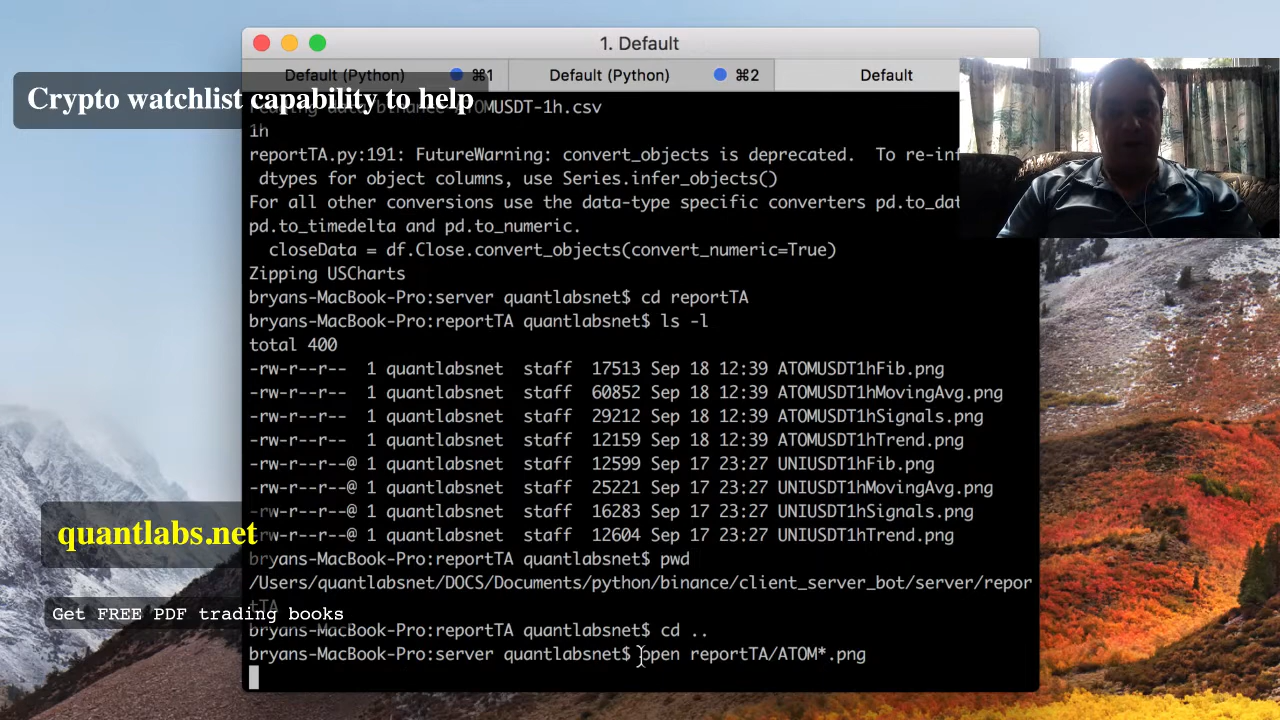 1. Default
Default (Python) ⌘1 Default (Python) ⌘2 Default
Crypto watchlist capability to help
ATOMUSDT-1h.csv
1h
reportTA.py:191: FutureWarning: convert_objects is deprecated.  To re-inf
dtypes for object columns, use Series.infer_objects()
For all other conversions use the data-type specific converters pd.to_dat
pd.to_timedelta and pd.to_numeric.
closeData = df.Close.convert_objects(convert_numeric=True)
Zipping USCharts
bryans-MacBook-Pro:server quantlabsnet$ cd reportTA
bryans-MacBook-Pro:reportTA quantlabsnet$ ls -l
total 400
-rw-r--r--  1 quantlabsnet  staff  17513 Sep 18 12:39 ATOMUSDT1hFib.png
-rw-r--r--  1 quantlabsnet  staff  60852 Sep 18 12:39 ATOMUSDT1hMovingAvg.png
-rw-r--r--  1 quantlabsnet  staff  29212 Sep 18 12:39 ATOMUSDT1hSignals.png
-rw-r--r--  1 quantlabsnet  staff  12159 Sep 18 12:39 ATOMUSDT1hTrend.png
-rw-r--r--@ 1 quantlabsnet  staff  12599 Sep 17 23:27 UNIUSDT1hFib.png
-rw-r--r--@ 1 quantlabsnet  staff  25221 Sep 17 23:27 UNIUSDT1hMovingAvg.png
-rw-r--r--@ 1 quantlabsnet  staff  16283 Sep 17 23:27 UNIUSDT1hSignals.png
-rw-r--r--@ 1 quantlabsnet  staff  12604 Sep 17 23:27 UNIUSDT1hTrend.png
bryans-MacBook-Pro:reportTA quantlabsnet$ pwd
/Users/quantlabsnet/DOCS/Documents/python/binance/client_server_bot/server/repor
tTA
bryans-MacBook-Pro:reportTA quantlabsnet$ cd ..
bryans-MacBook-Pro:server quantlabsnet$ open reportTA/ATOM*.png
quantlabs.net
Get FREE PDF trading books